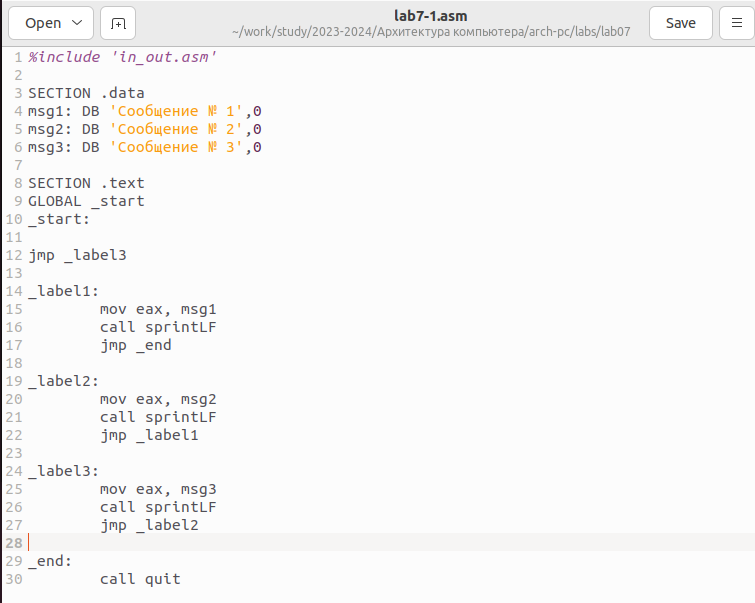 Open
lab7-1.asm
~/work/study/2023-2024/Архитектура компьютера/arch-pc/labs/lab07
Save
1 %include 'in_out.asm'
2
3 SECTION .data
4 msg1: DB 'Сообщение № 1',0
5 msg2: DB 'Сообщение № 2',0
6 msg3: DB 'Сообщение № 3',0
7
8 SECTION .text
9 GLOBAL _start
10 _start:
11
12 jmp _label3
13
14 _label1:
15 mov eax, msg1
16 call sprintLF
17 jmp _end
18
19 _label2:
20 mov eax, msg2
21 call sprintLF
22 jmp _label1
23
24 _label3:
25 mov eax, msg3
26 call sprintLF
27 jmp _label2
28
29 _end:
30 call quit